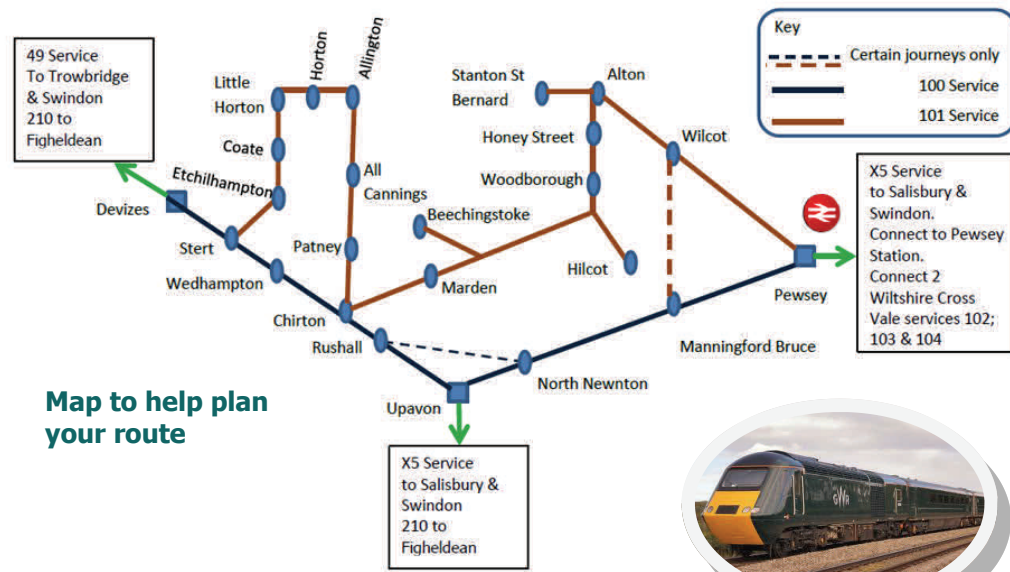 49 Service
To Trowbridge
& Swindon
210 to
Figheldean
Little
Horton
Horton
Allington
Stanton St
Bernard
Alton
Key
Certain journeys only
100 Service
101 Service
Coate
Honey Street
Wilcot
Etchilhampton
All
Cannings
Woodborough
Devizes
Beechingstoke
X5 Service
to Salisbury &
Swindon.
Connect to Pewsey
Station.
Connect 2
Wiltshire Cross
Vale services 102;
103 & 104
Stert
Patney
Wedhampton
Marden
Hilcot
Pewsey
Chirton
Rushall
Manningford Bruce
North Newnton
Upavon
Map to help plan
your route
X5 Service
to Salisbury &
Swindon
210 to
Figheldean
GWR